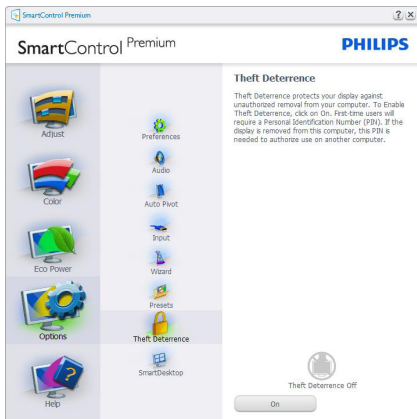 SmartControl Premium
SmartControl Premium
PHILIPS
Adjust
Color
Eco Power
Options
Help
Preferences
Audio
Auto Pivot
Input
Wizard
Presets
Theft Deterrence
SmartDesktop
Theft Deterrence
Theft Deterrence protects your display against
unauthorized removal from your computer. To Enable
Theft Deterrence, click on On. First-time users will
require a Personal Identification Number (PIN). If the
display is removed from this computer, this PIN is
needed to authorize use on another computer.
Theft Deterrence Off
On